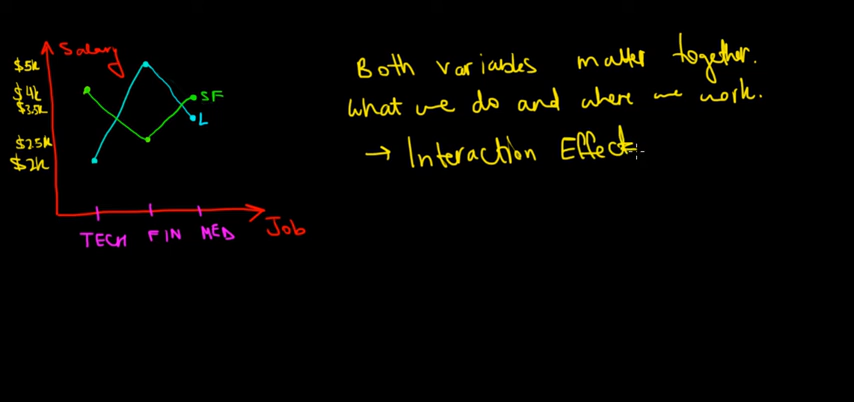 Salary
$5k
$4k
$3.5k
$2.5k
$2k
SF
L
TECH FIN MED
Job
Both variables matter together.
What we do and where we work.
→ Interaction Effect